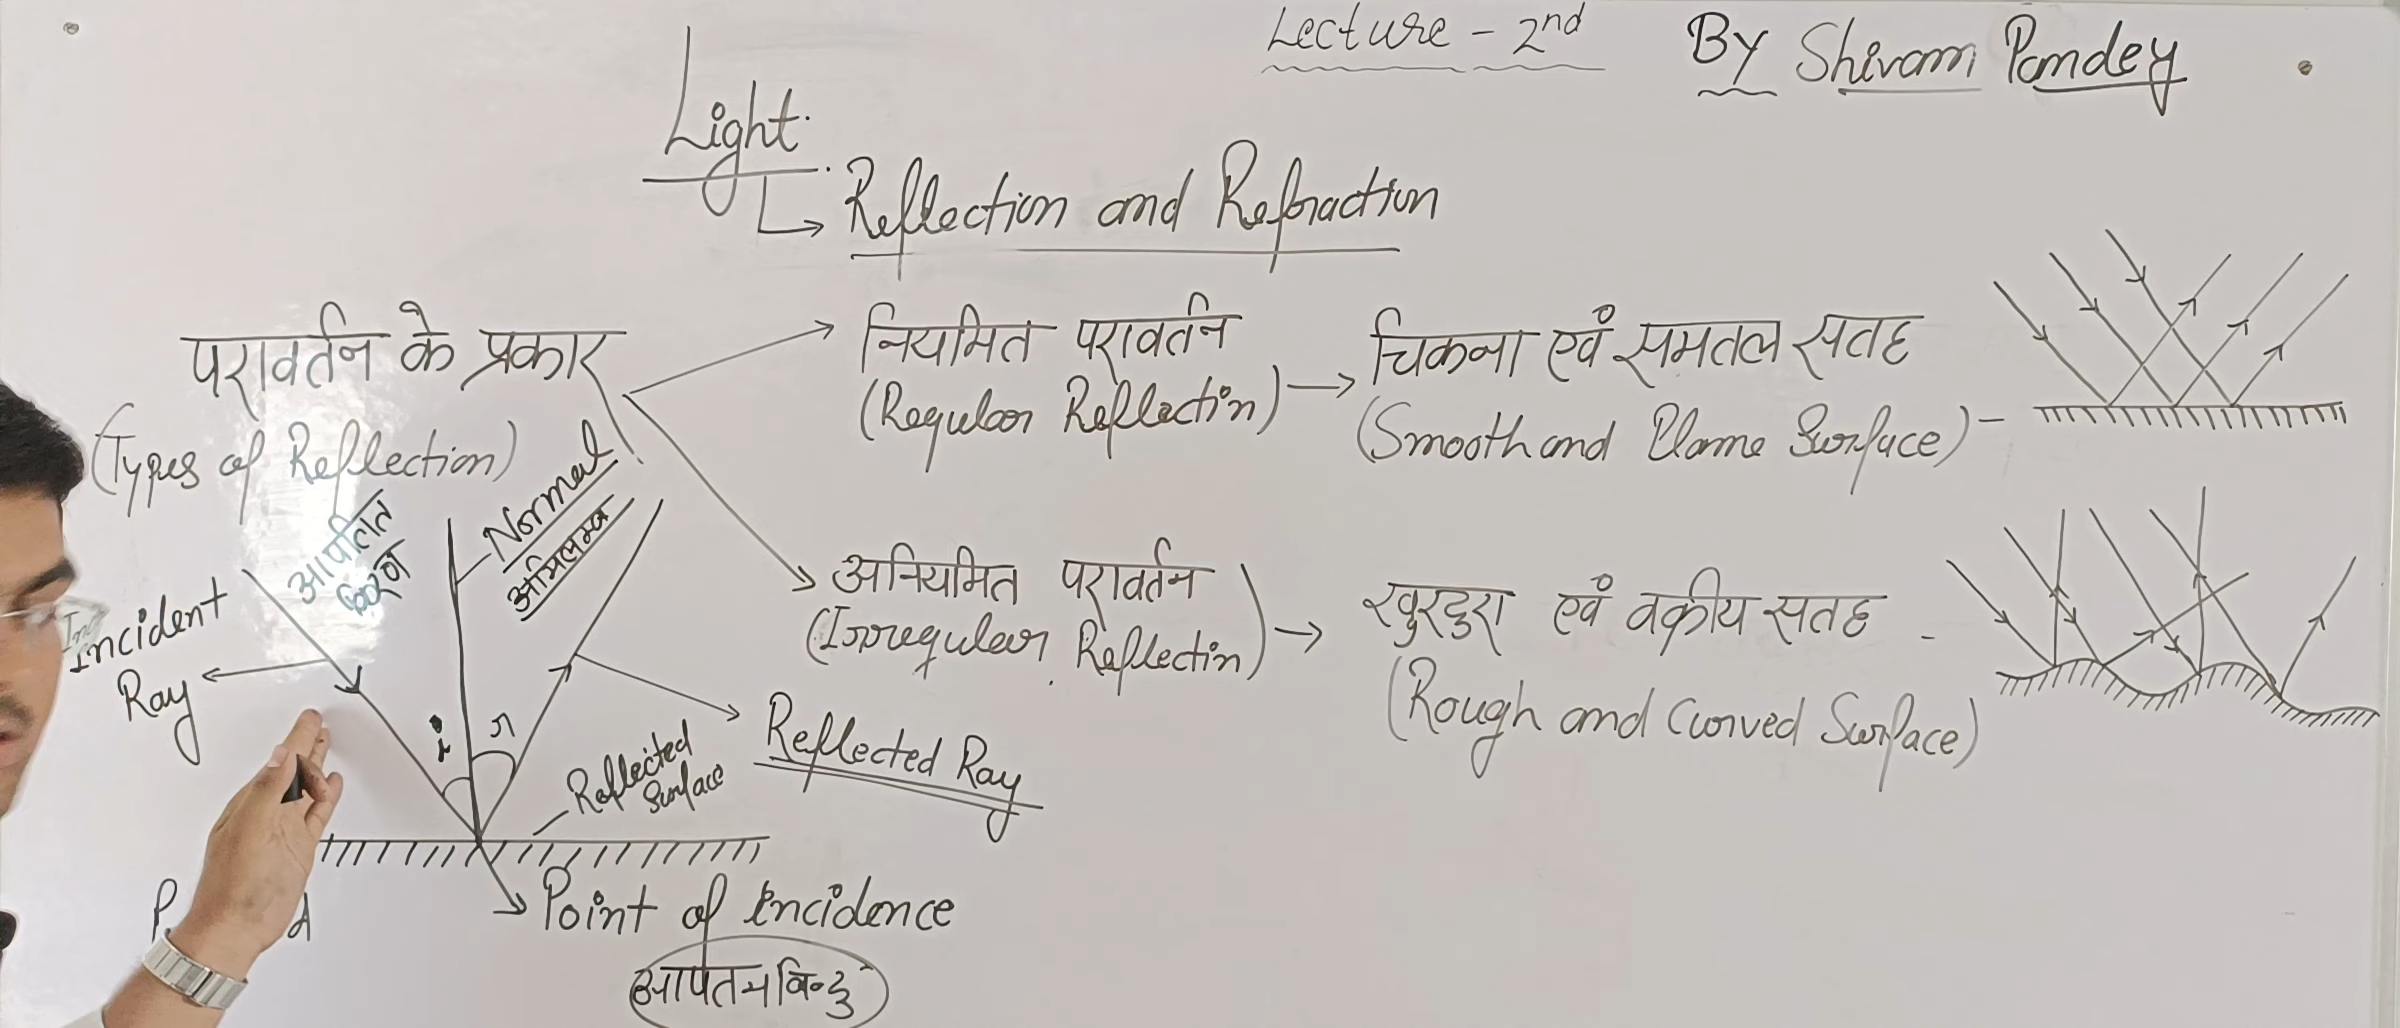 Lecture - 2nd
By Shivam Pandey
Light
Reflection and Refraction
परावर्तन के प्रकार
(Types of Reflection)
नियमित परावर्तन
(Regular Reflection)
चिकना एवं समतल सतह
(Smooth and Plane Surface) -
अनियमित परावर्तन
(Irregular Reflectin)
खुरदुरा एवं वक्रीय सतह -
(Rough and Curved Surface)
आपतित
किरण
Normal
अभिलम्ब
Incident
Ray
i
r
Reflected
Surface
Reflected Ray
Point of incidence
आपतन बिन्दु